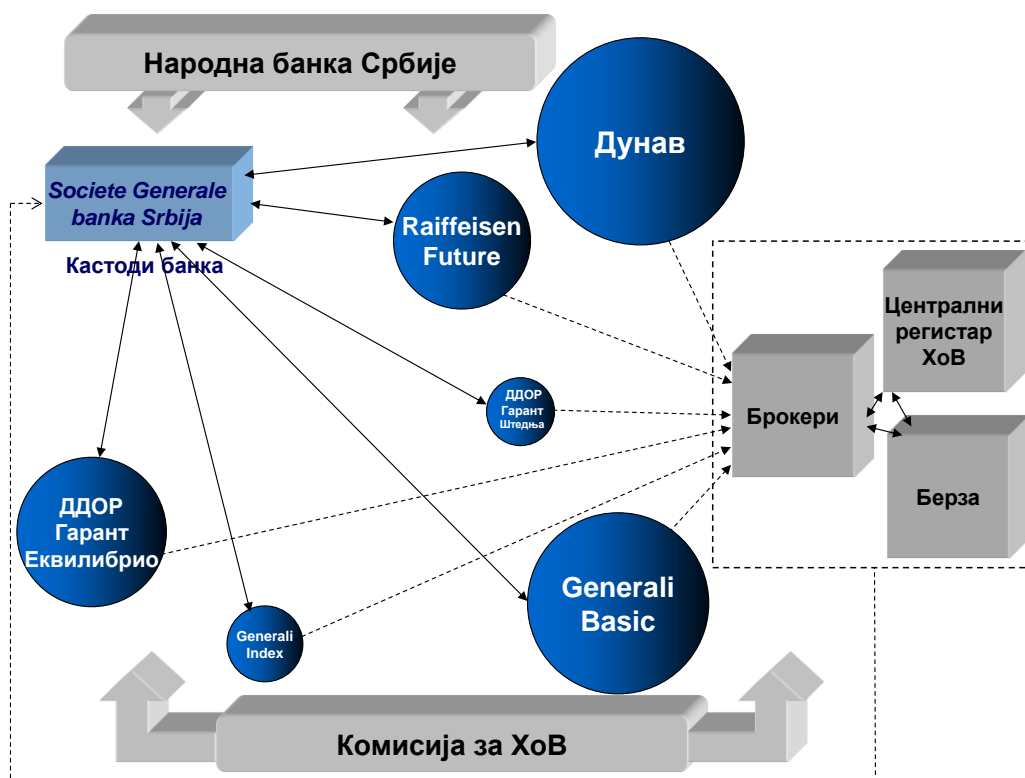 Народна банка Србије
Дунав
Societe Generale
banka Srbija
Кастоди банка
Raiffeisen
Future
Централни
регистар
ХоВ
Брокери
ДДОР
Гарант
Штедња
Берза
ДДОР
Гарант
Еквилибрио
Generali
Basic
Generali
Index
Комисија за ХоВ